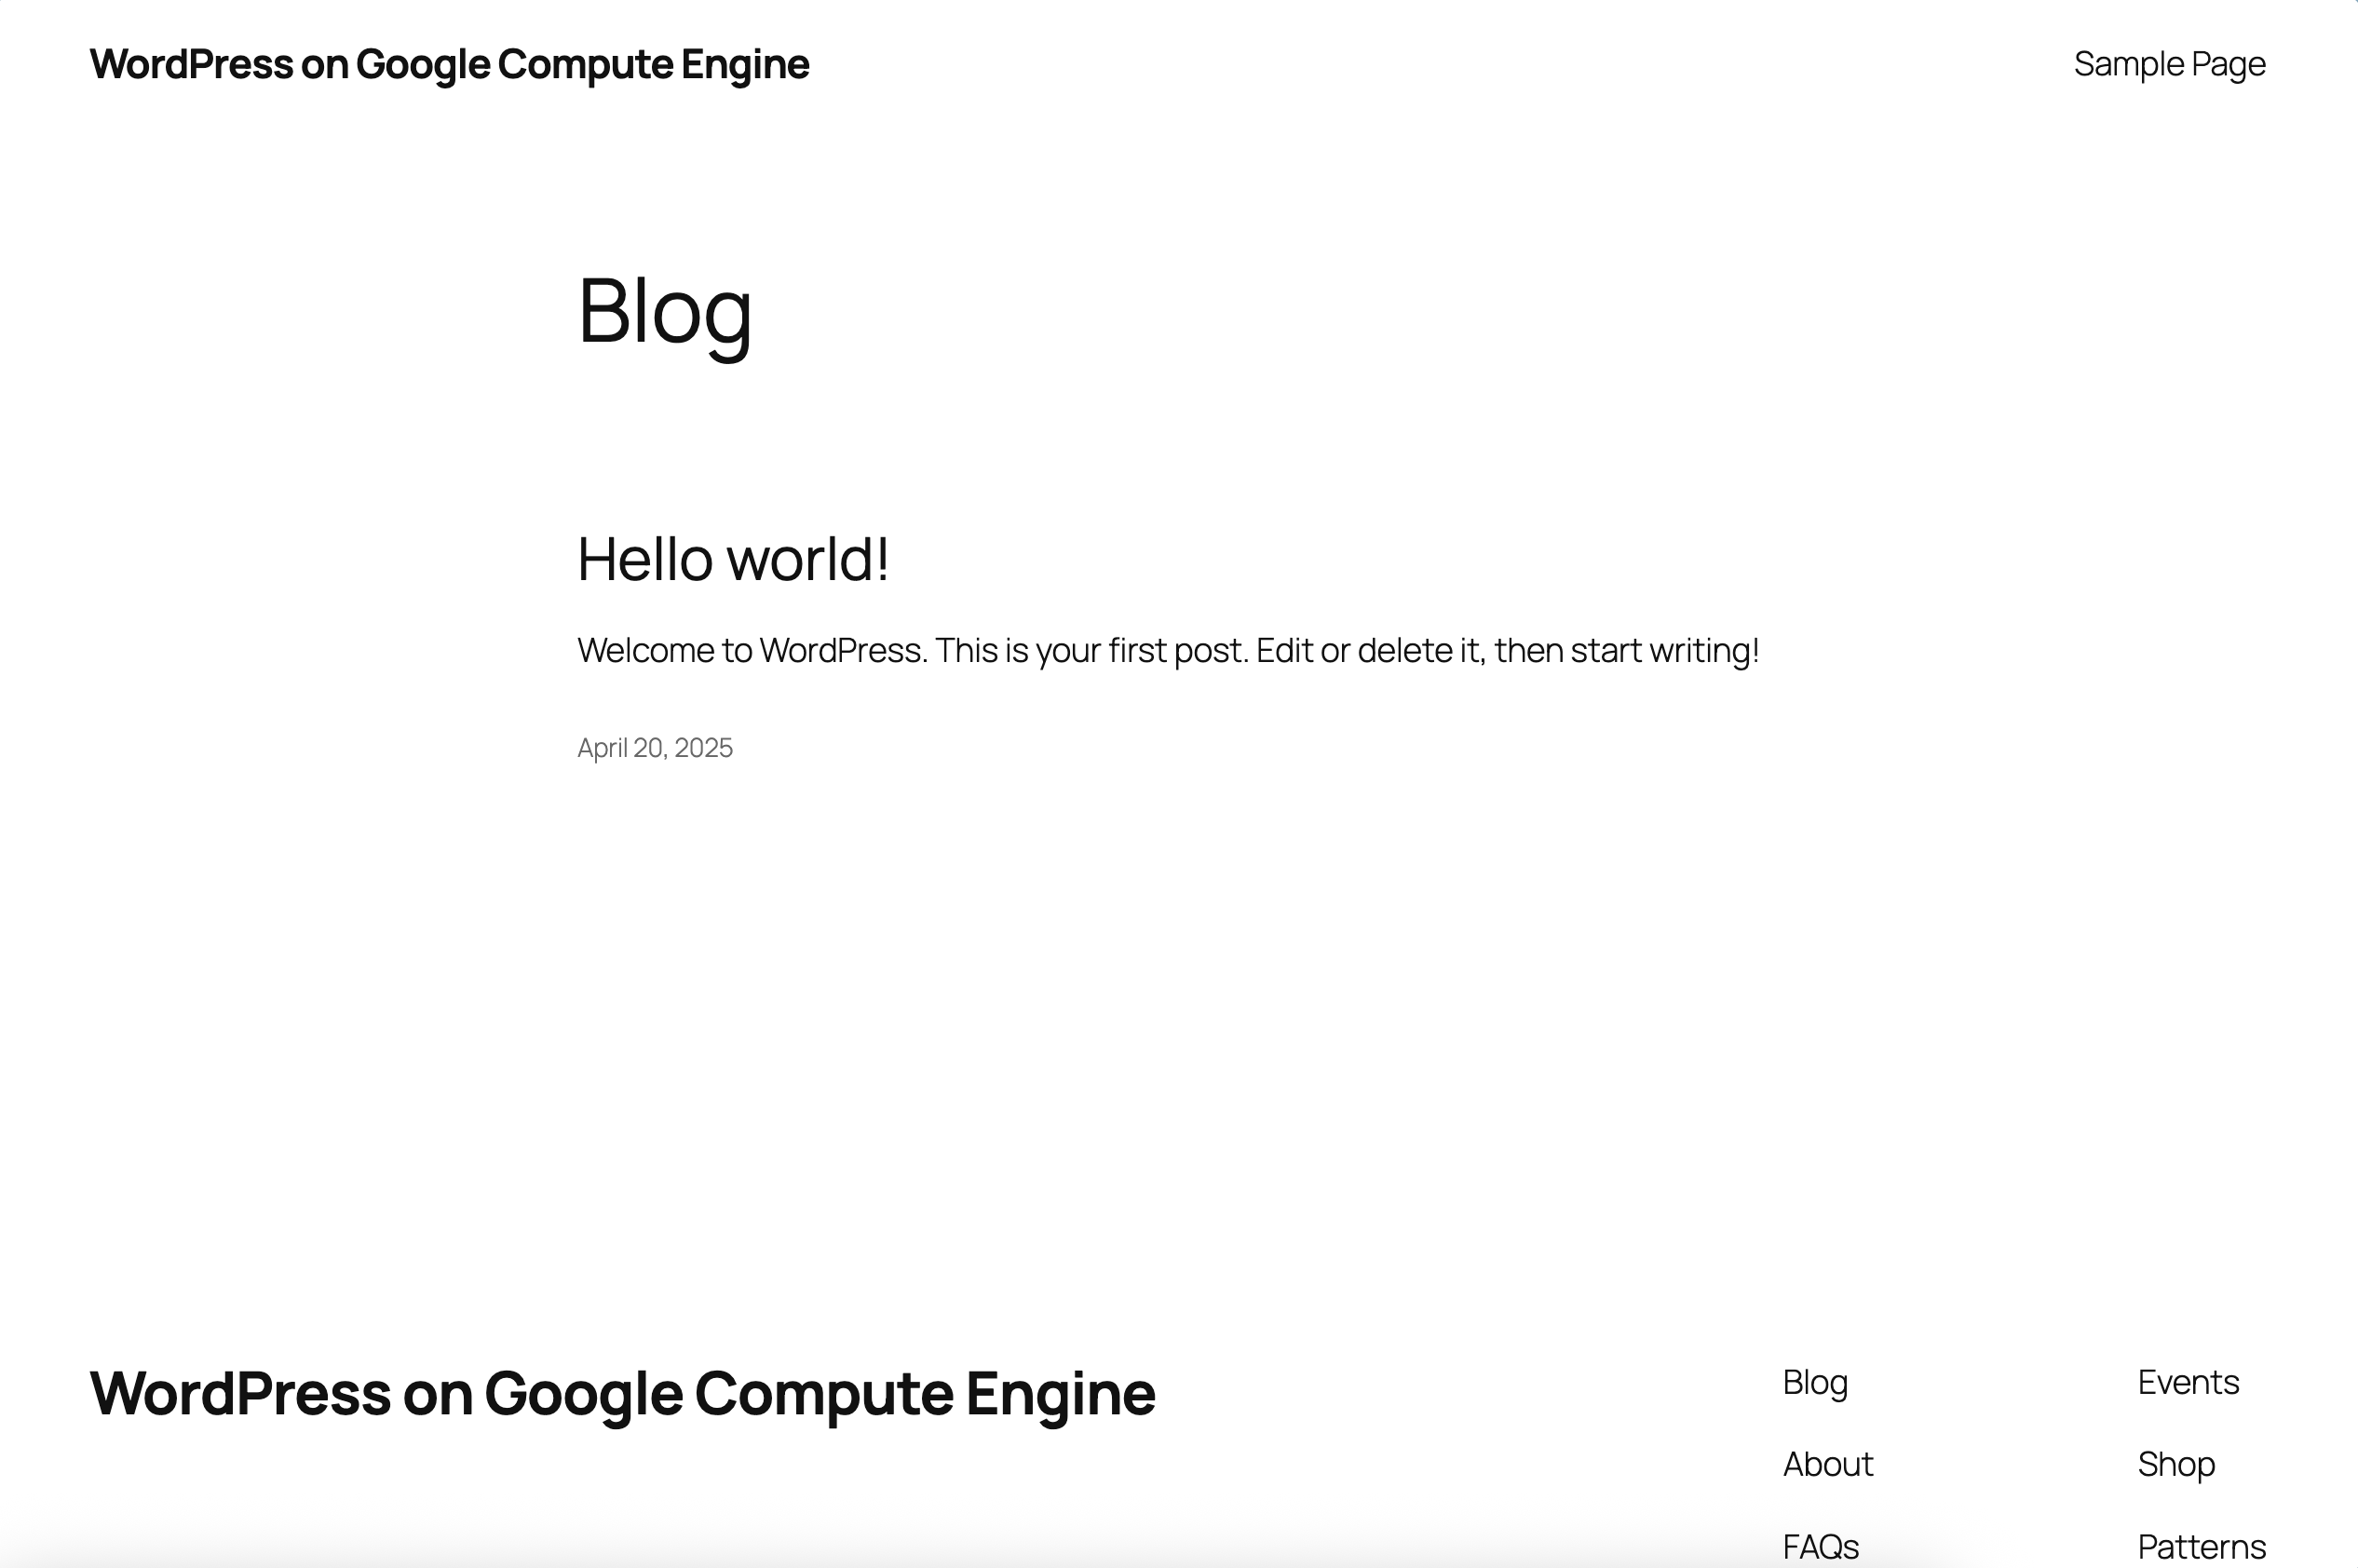 WordPress on Google Compute Engine
Sample Page
Blog
Hello world!
Welcome to WordPress. This is your first post. Edit or delete it, then start writing!
April 20, 2025
WordPress on Google Compute Engine
Blog
About
FAQs
Events
Shop
Patterns